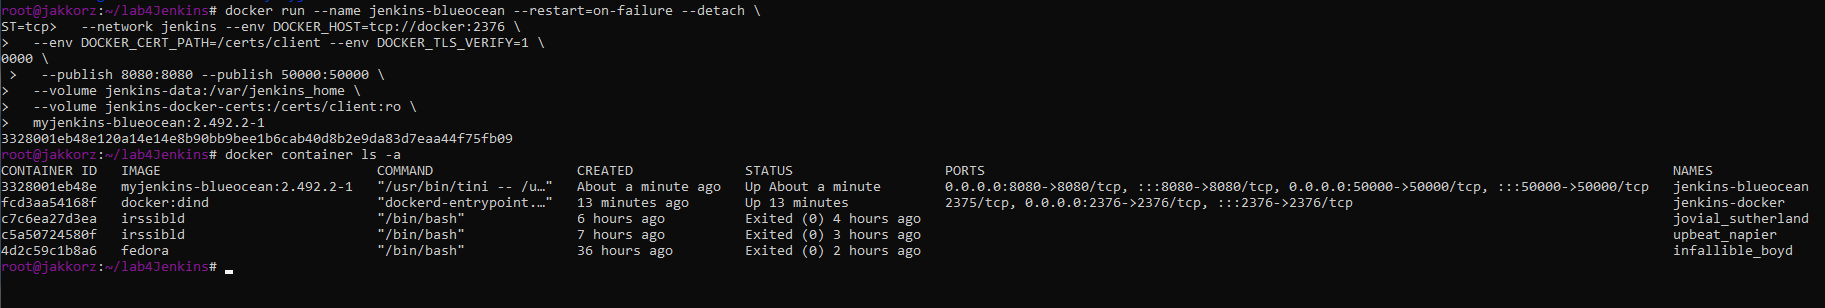 root@jakkorz:~/lab4Jenkins# docker run --name jenkins-blueocean --restart=on-failure --detach \
ST=tcp>   --network jenkins --env DOCKER_HOST=tcp://docker:2376 \
>   --env DOCKER_CERT_PATH=/certs/client --env DOCKER_TLS_VERIFY=1 \
0000 \
 >   --publish 8080:8080 --publish 50000:50000 \
>   --volume jenkins-data:/var/jenkins_home \
>   --volume jenkins-docker-certs:/certs/client:ro \
>   myjenkins-blueocean:2.492.2-1
3328001eb48e120a14e14e8b90bb9bee1b6cab40d8b2e9da83d7eaa44f75fb09
root@jakkorz:~/lab4Jenkins# docker container ls -a
CONTAINER ID   IMAGE                           COMMAND                  CREATED              STATUS                   PORTS                                                                                      NAMES
3328001eb48e   myjenkins-blueocean:2.492.2-1   "/usr/bin/tini -- /u…"   About a minute ago   Up About a minute        0.0.0.0:8080->8080/tcp, :::8080->8080/tcp, 0.0.0.0:50000->50000/tcp, :::50000->50000/tcp   jenkins-blueocean
fcd3aa54168f   docker:dind                     "dockerd-entrypoint.…"   13 minutes ago       Up 13 minutes            2375/tcp, 0.0.0.0:2376->2376/tcp, :::2376->2376/tcp                                        jenkins-docker
c7c6ea27d3ea   irssibld                        "/bin/bash"              6 hours ago          Exited (0) 4 hours ago                                                                                              jovial_sutherland
c5a50724580f   irssibld                        "/bin/bash"              7 hours ago          Exited (0) 3 hours ago                                                                                              upbeat_napier
4d2c59c1b8a6   fedora                          "/bin/bash"              36 hours ago         Exited (0) 2 hours ago                                                                                              infallible_boyd
root@jakkorz:~/lab4Jenkins#